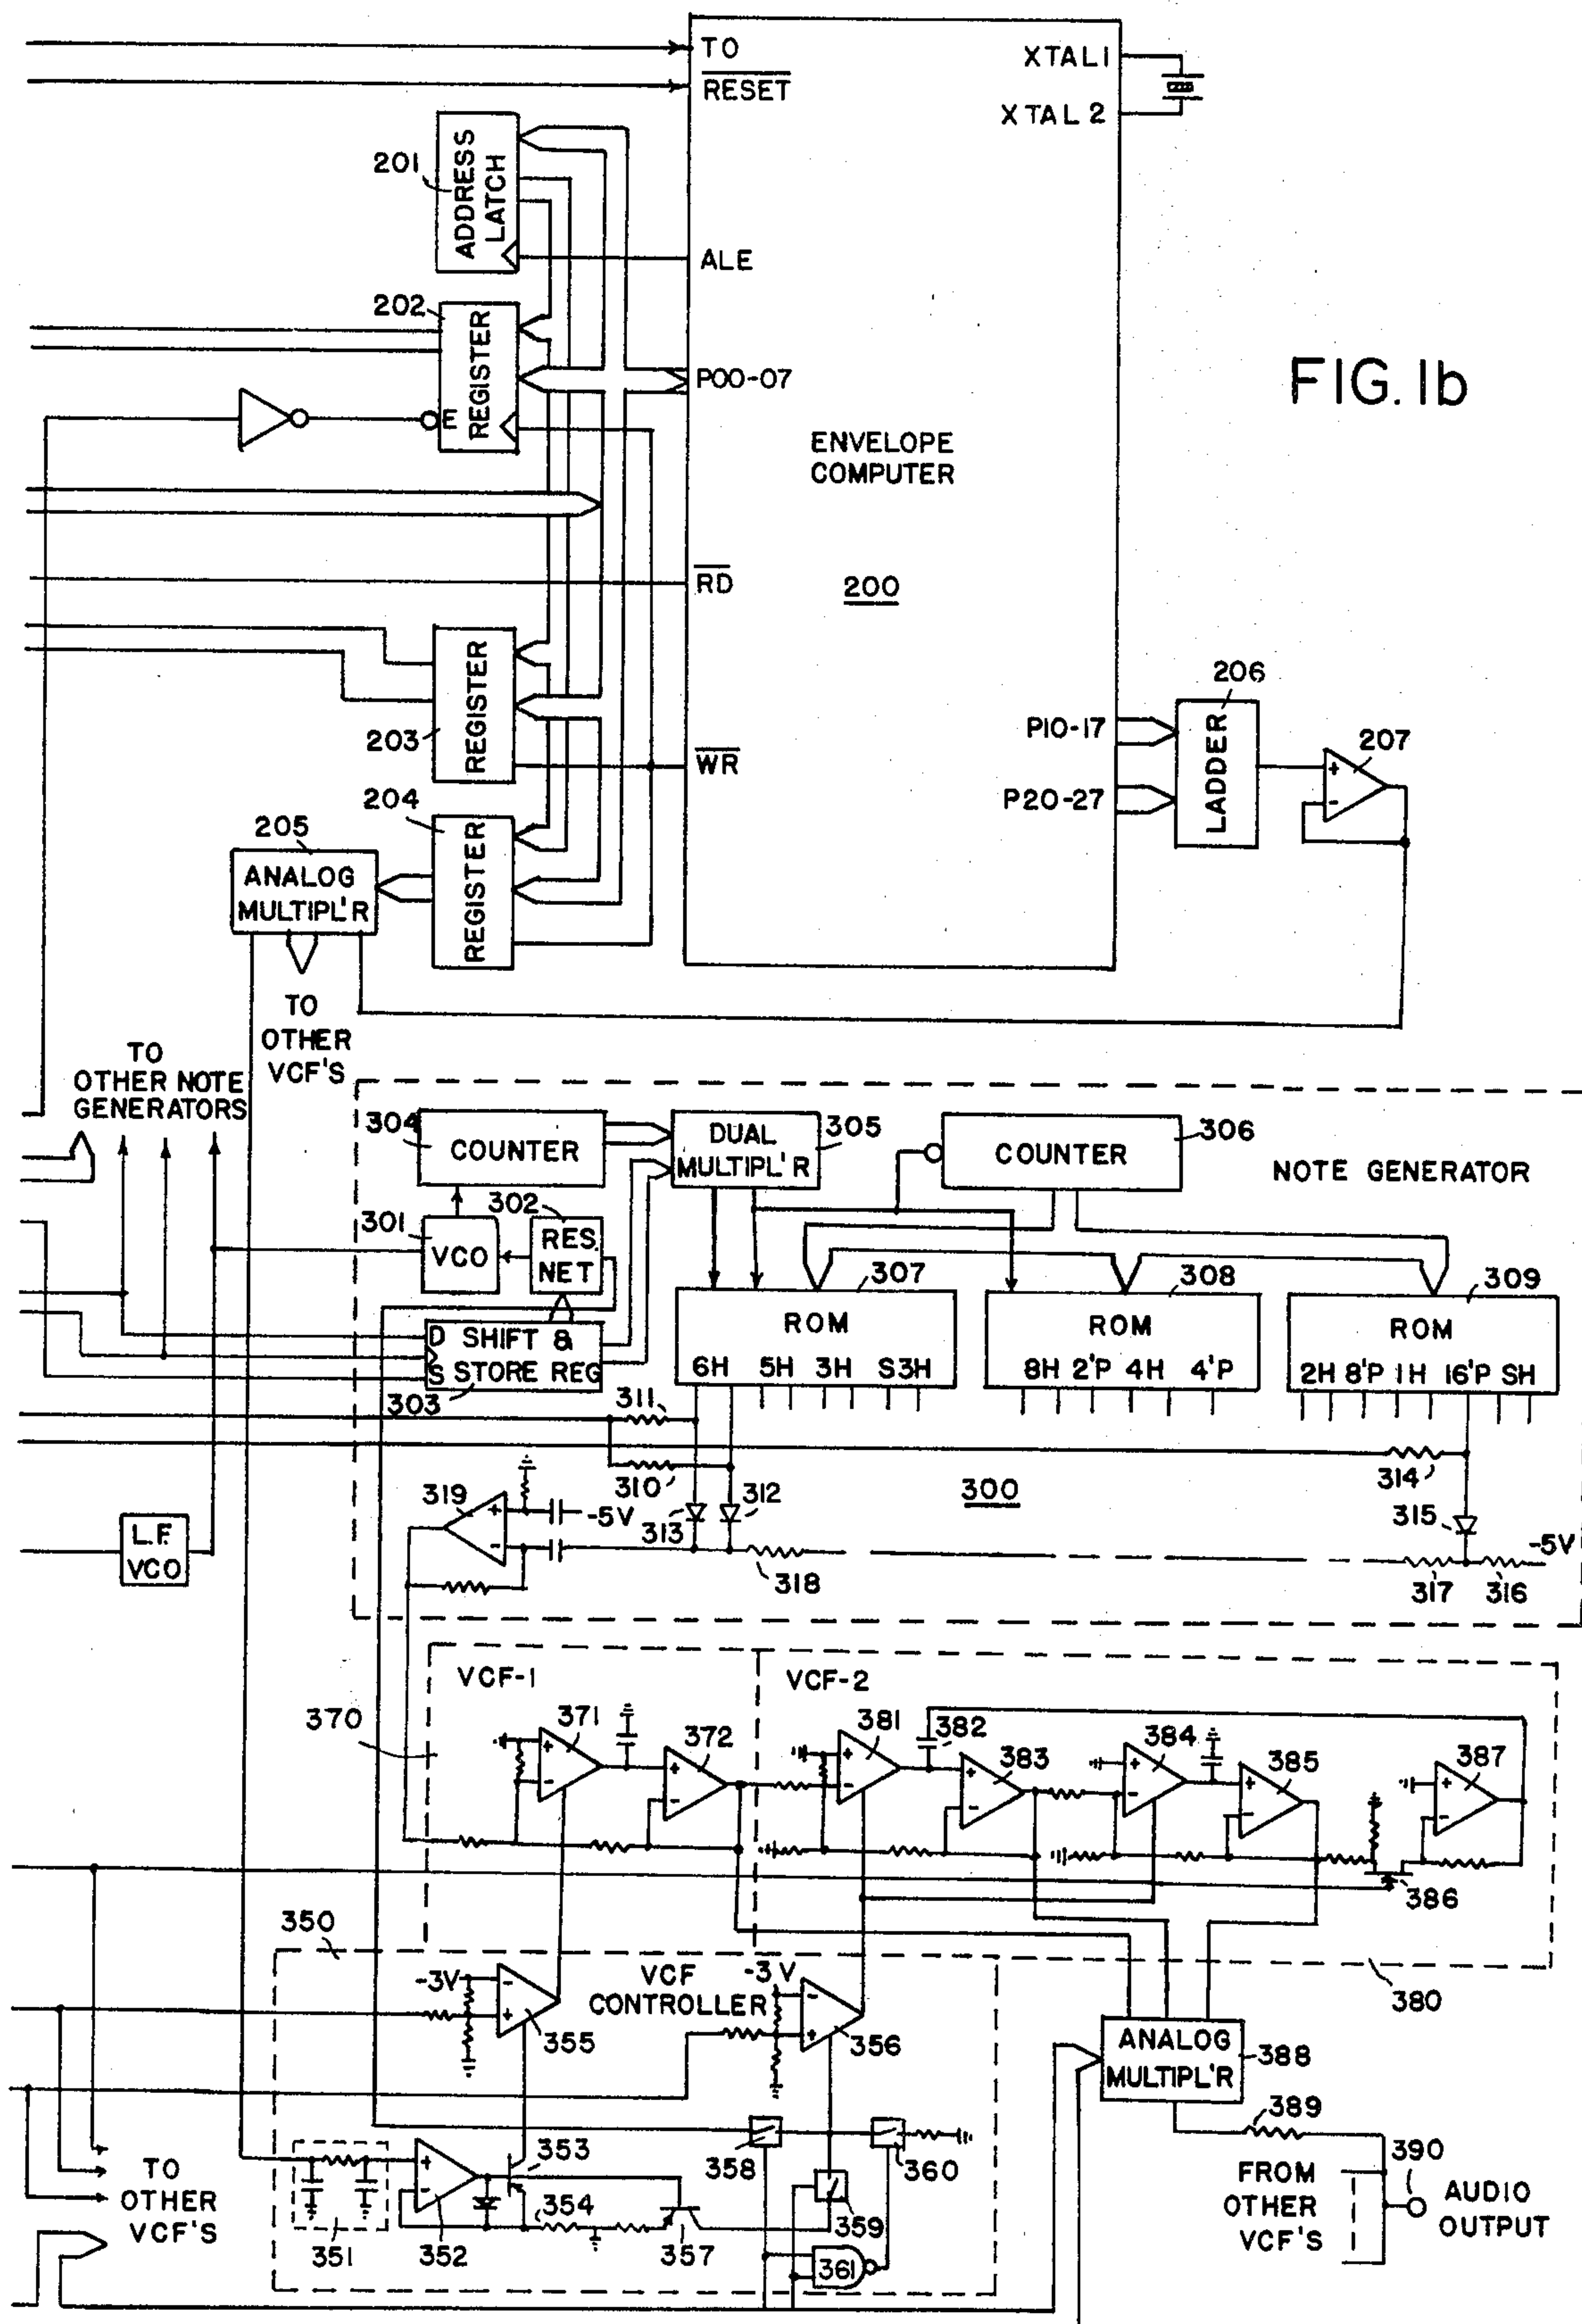 TO
RESET
XTAL 1
XTAL 2
201
ADDRESS
LATCH
ALE
202
REGISTER
E
P00-07
FIG. 1b
ENVELOPE
COMPUTER
200
RD
203
REGISTER
WR
P10-17
P20-27
206
LADDER
207
+
-
204
REGISTER
205
ANALOG
MULTIPL'R
TO
OTHER
VCF'S
TO
OTHER NOTE
GENERATORS
304
COUNTER
DUAL
MULTIPL'R
305
COUNTER
306
NOTE GENERATOR
301
VCO
302
RES.
NET
307
ROM
6H 5H 3H S3H
308
ROM
8H 2'P 4H 4'P
309
ROM
2H 8'P 1H 16'P SH
D SHIFT &
S STORE REG
303
311
310
314
300
319
+
-
-5V
313
312
315
-5V
318
317
316
L.F.
VCO
VCF-1
VCF-2
370
371
+
-
372
+
-
381
+
-
382
383
+
-
384
+
-
385
+
-
387
+
-
386
350
-3V
-
+
355
VCF
CONTROLLER
-3V
-
+
356
380
ANALOG
MULTIPL'R
388
389
353
358
360
TO
OTHER
VCF'S
351
+
-
352
354
357
359
361
FROM
OTHER
VCF'S
390
AUDIO
OUTPUT